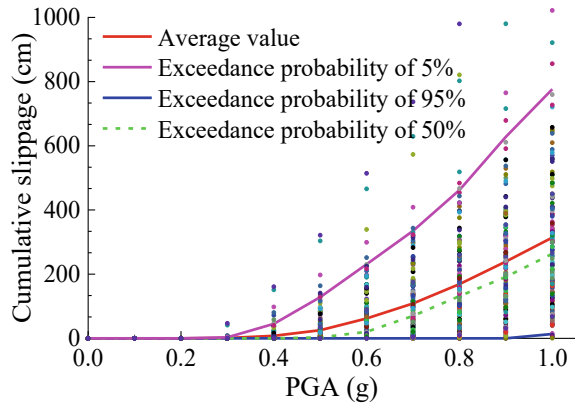 1000
800
600
400
200
0
Cumulative slippage (cm)
Average value
Exceedance probability of 5%
Exceedance probability of 95%
Exceedance probability of 50%
0.0 0.2 0.4 0.6 0.8 1.0
PGA (g)